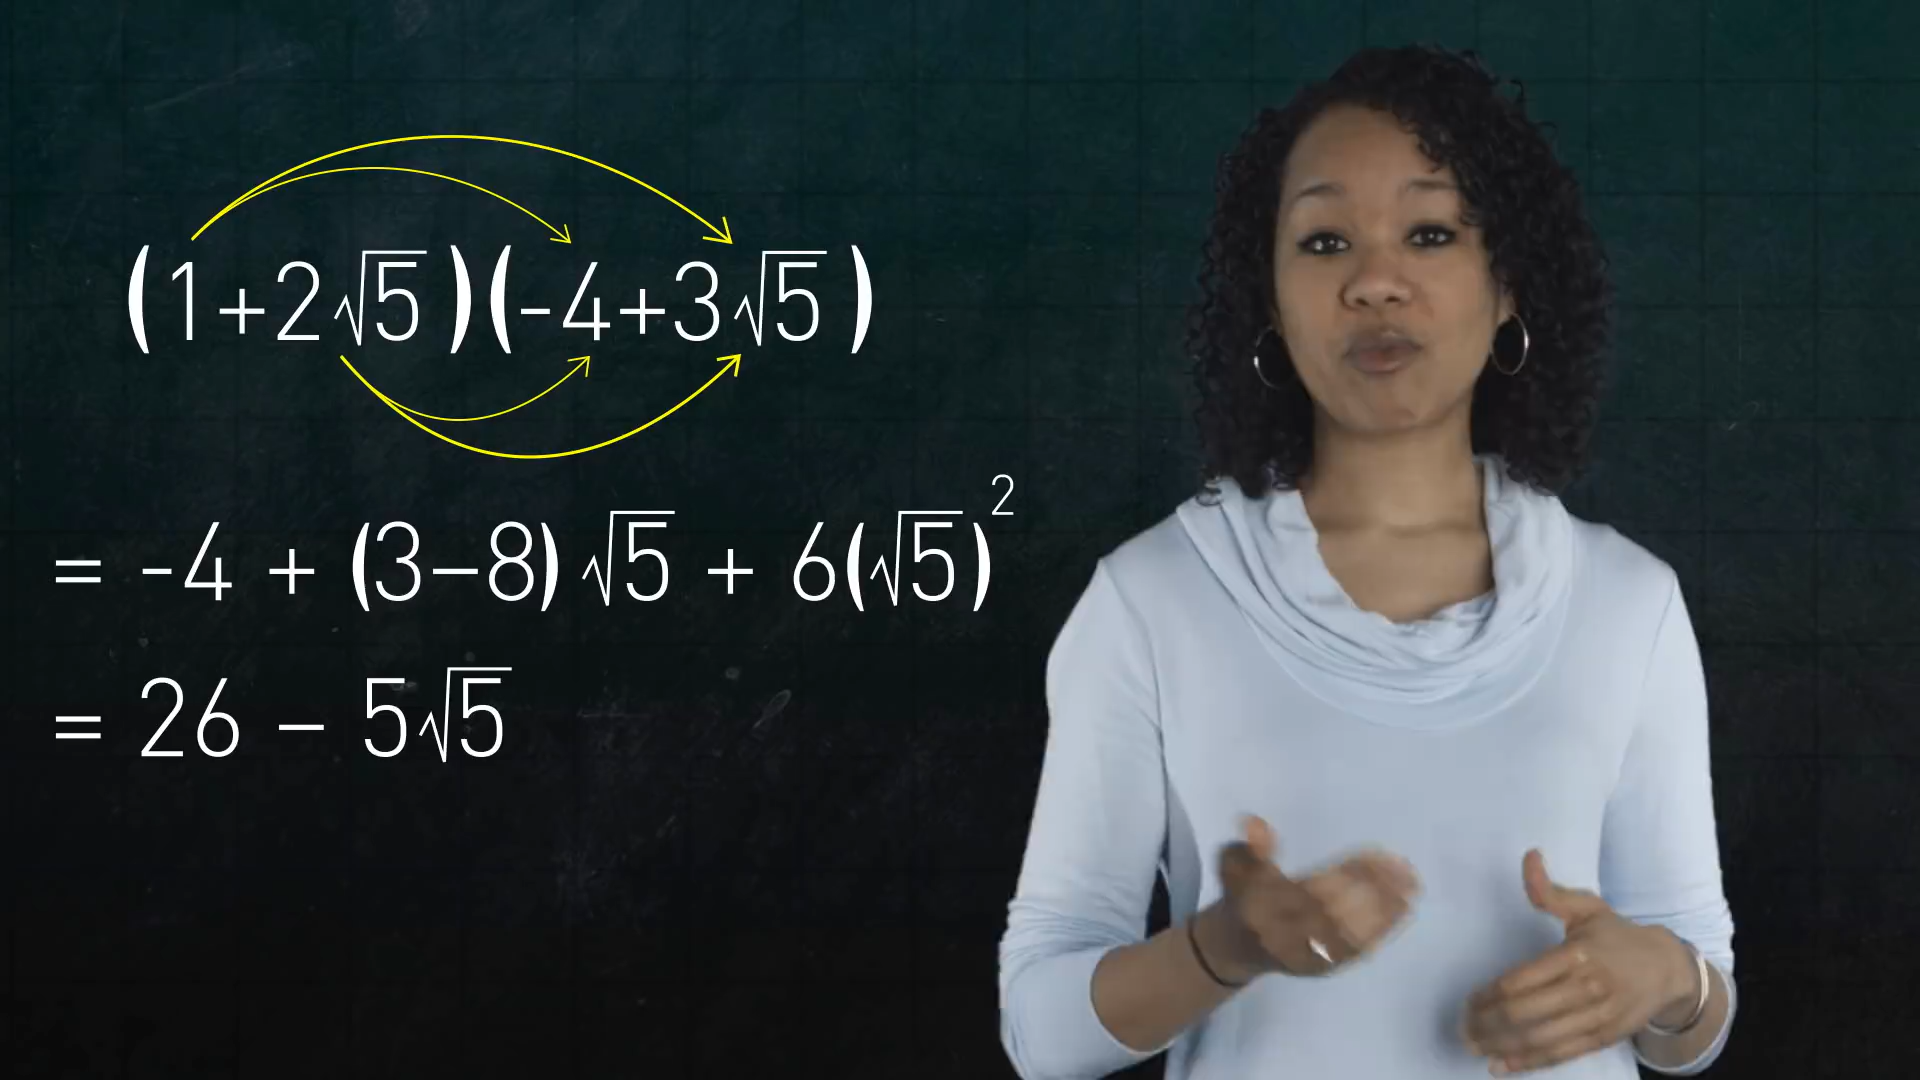 (1+2√5)(-4+3√5)
= -4 + (3–8)√5 + 6(√5)²
= 26 – 5√5